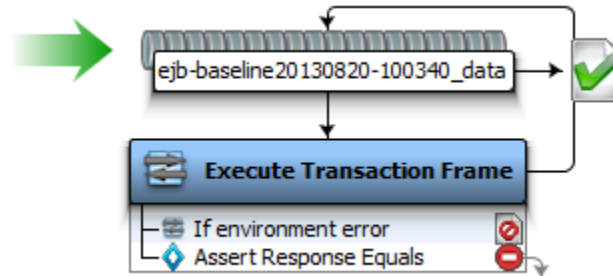 ejb-baseline20130820-100340_data
Execute Transaction Frame
If environment error
Assert Response Equals